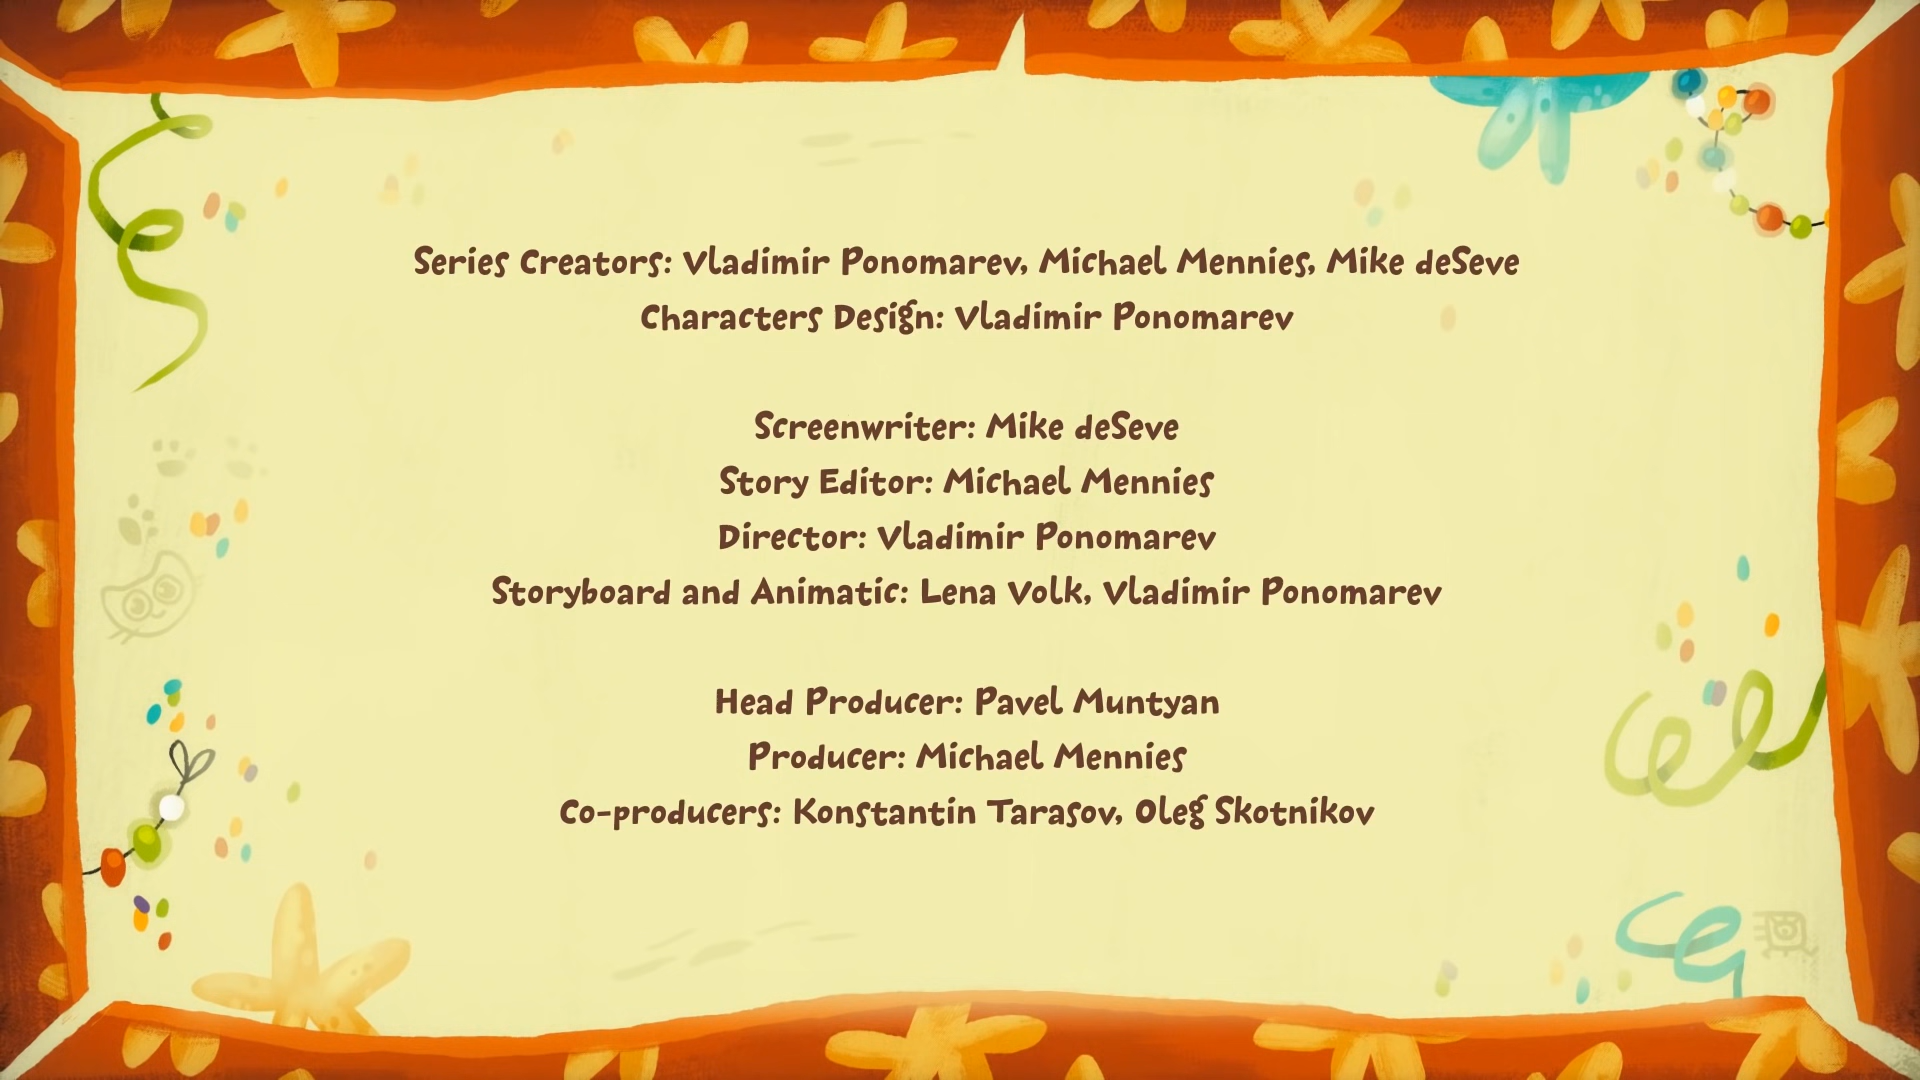 Series Creators: Vladimir Ponomarev, Michael Mennies, Mike deSeve
Characters Design: Vladimir Ponomarev
Screenwriter: Mike deSeve
Story Editor: Michael Mennies
Director: Vladimir Ponomarev
Storyboard and Animatic: Lena Volk, Vladimir Ponomarev
Head Producer: Pavel Muntyan
Producer: Michael Mennies
Co-producers: Konstantin Tarasov, Oleg Skotnikov